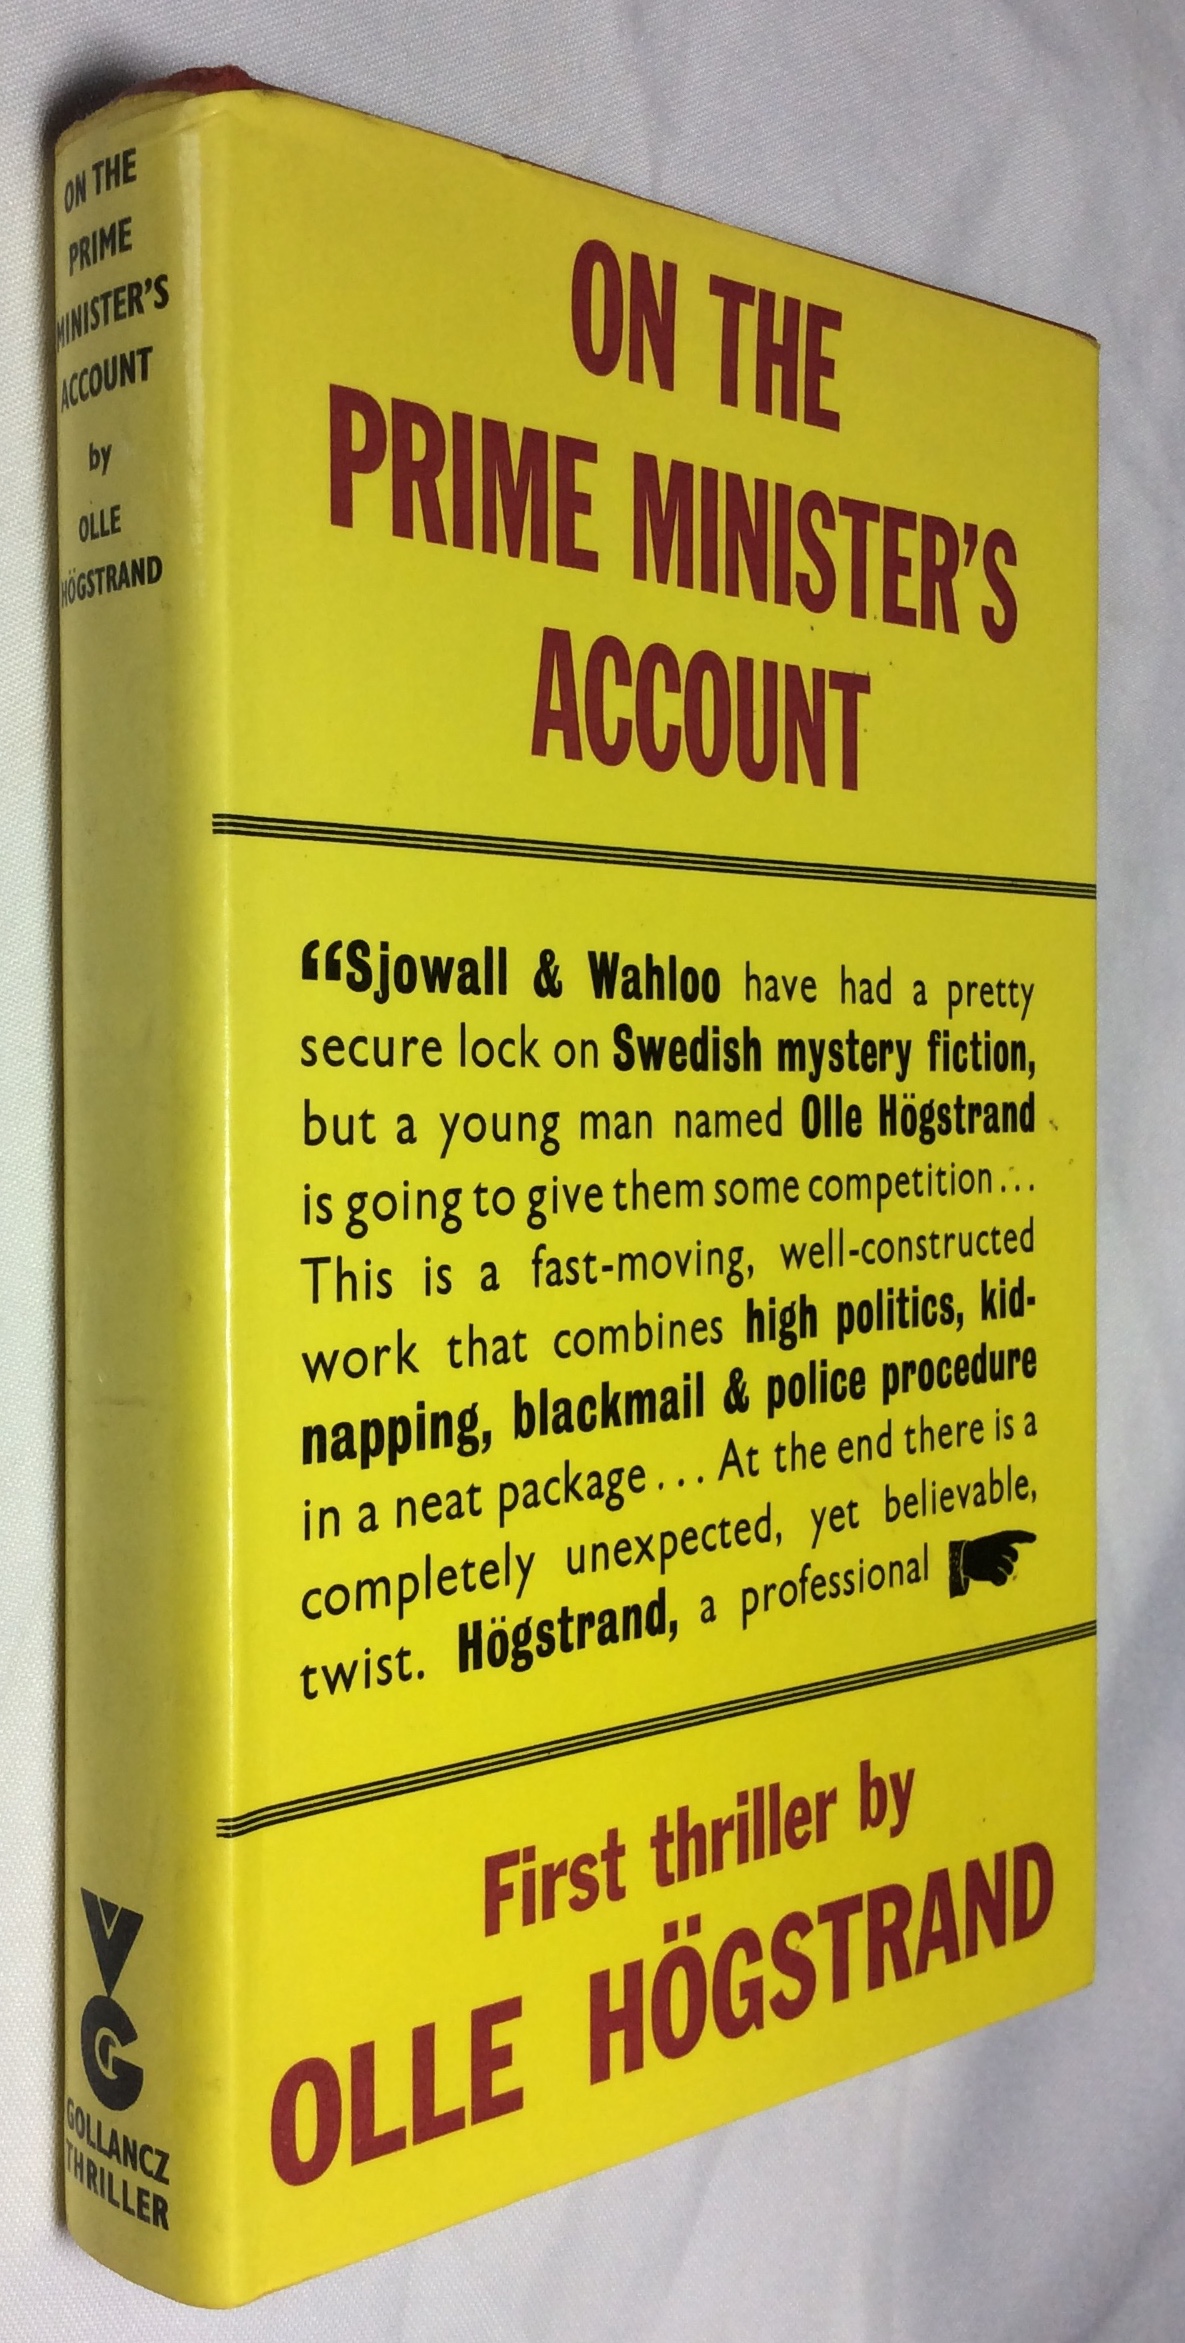 ON THE
PRIME
MINISTER'S
ACCOUNT
by
OLLE
HÖGSTRAND
VG
GOLLANCZ
THRILLER
ON THE
PRIME MINISTER'S
ACCOUNT
“Sjowall & Wahloo have had a pretty
secure lock on Swedish mystery fiction,
but a young man named Olle Högstrand
is going to give them some competition...
This is a fast-moving, well-constructed
work that combines high politics, kid-
napping, blackmail & police procedure
in a neat package... At the end there is a
completely unexpected, yet believable,
twist. Högstrand, a professional
First thriller by
OLLE HÖGSTRAND